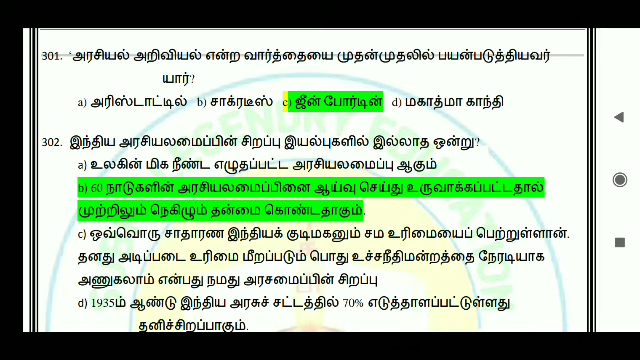 301. 'அரசியல் அறிவியல் என்ற வார்த்தையை முதன்முதலில் பயன்படுத்தியவர்
யார்?
a) அரிஸ்டாட்டில் b) சாக்ரடீஸ் c) ஜீன் போர்டின் d) மகாத்மா காந்தி
302. இந்திய அரசியலமைப்பின் சிறப்பு இயல்புகளில் இல்லாத ஒன்று?
a) உலகின் மிக நீண்ட எழுதப்பட்ட அரசியலமைப்பு ஆகும்
b) 60 நாடுகளின் அரசியலமைப்பினை ஆய்வு செய்து உருவாக்கப்பட்டதால்
முற்றிலும் நெகிழும் தன்மை கொண்டதாகும்.
c) ஒவ்வொரு சாதாரண இந்தியக் குடிமகனும் சம உரிமையைப் பெற்றுள்ளான்.
தனது அடிப்படை உரிமை மீறப்படும் பொது உச்சநீதிமன்றத்தை நேரடியாக
அணுகலாம் என்பது நமது அரசமைப்பின் சிறப்பு
d) 1935ம் ஆண்டு இந்திய அரசுச் சட்டத்தில் 70% எடுத்தாளப்பட்டுள்ளது
தனிச்சிறப்பாகும்.